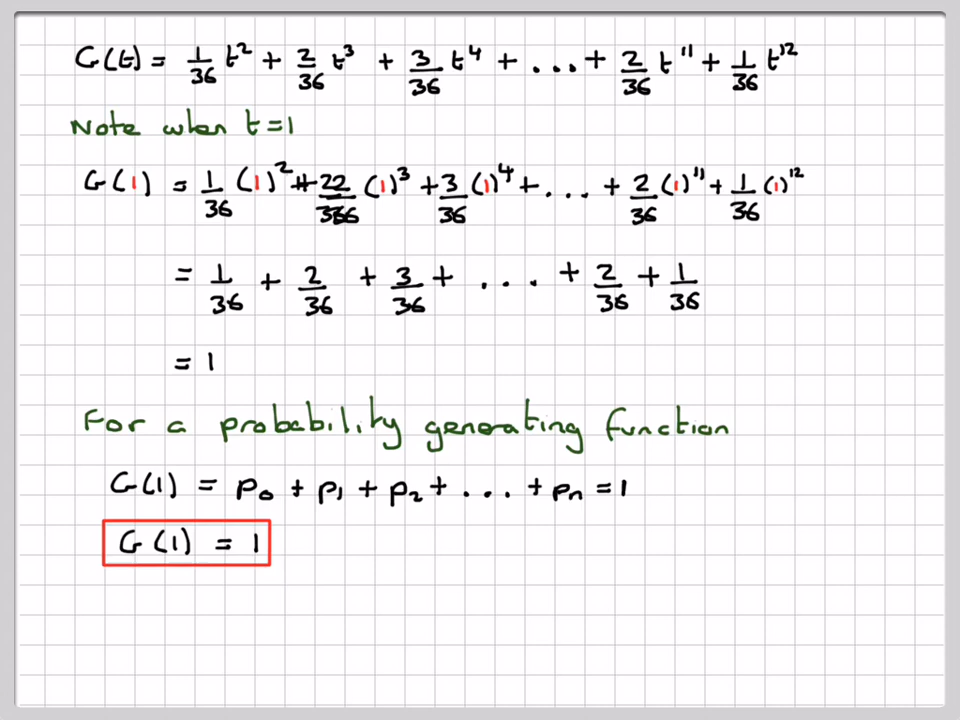 G(t) = 1/36 t² + 2/36 t³ + 3/36 t⁴ + ... + 2/36 t¹¹ + 1/36 t¹²
Note when t=1
G(1) = 1/36 (1)² + 2/36 (1)³ + 3/36 (1)⁴ + ... + 2/36 (1)¹¹ + 1/36 (1)¹²
= 1/36 + 2/36 + 3/36 + ... + 2/36 + 1/36
= 1
For a probability generating function
G(1) = p₀ + p₁ + p₂ + ... + pₙ = 1
G(1) = 1